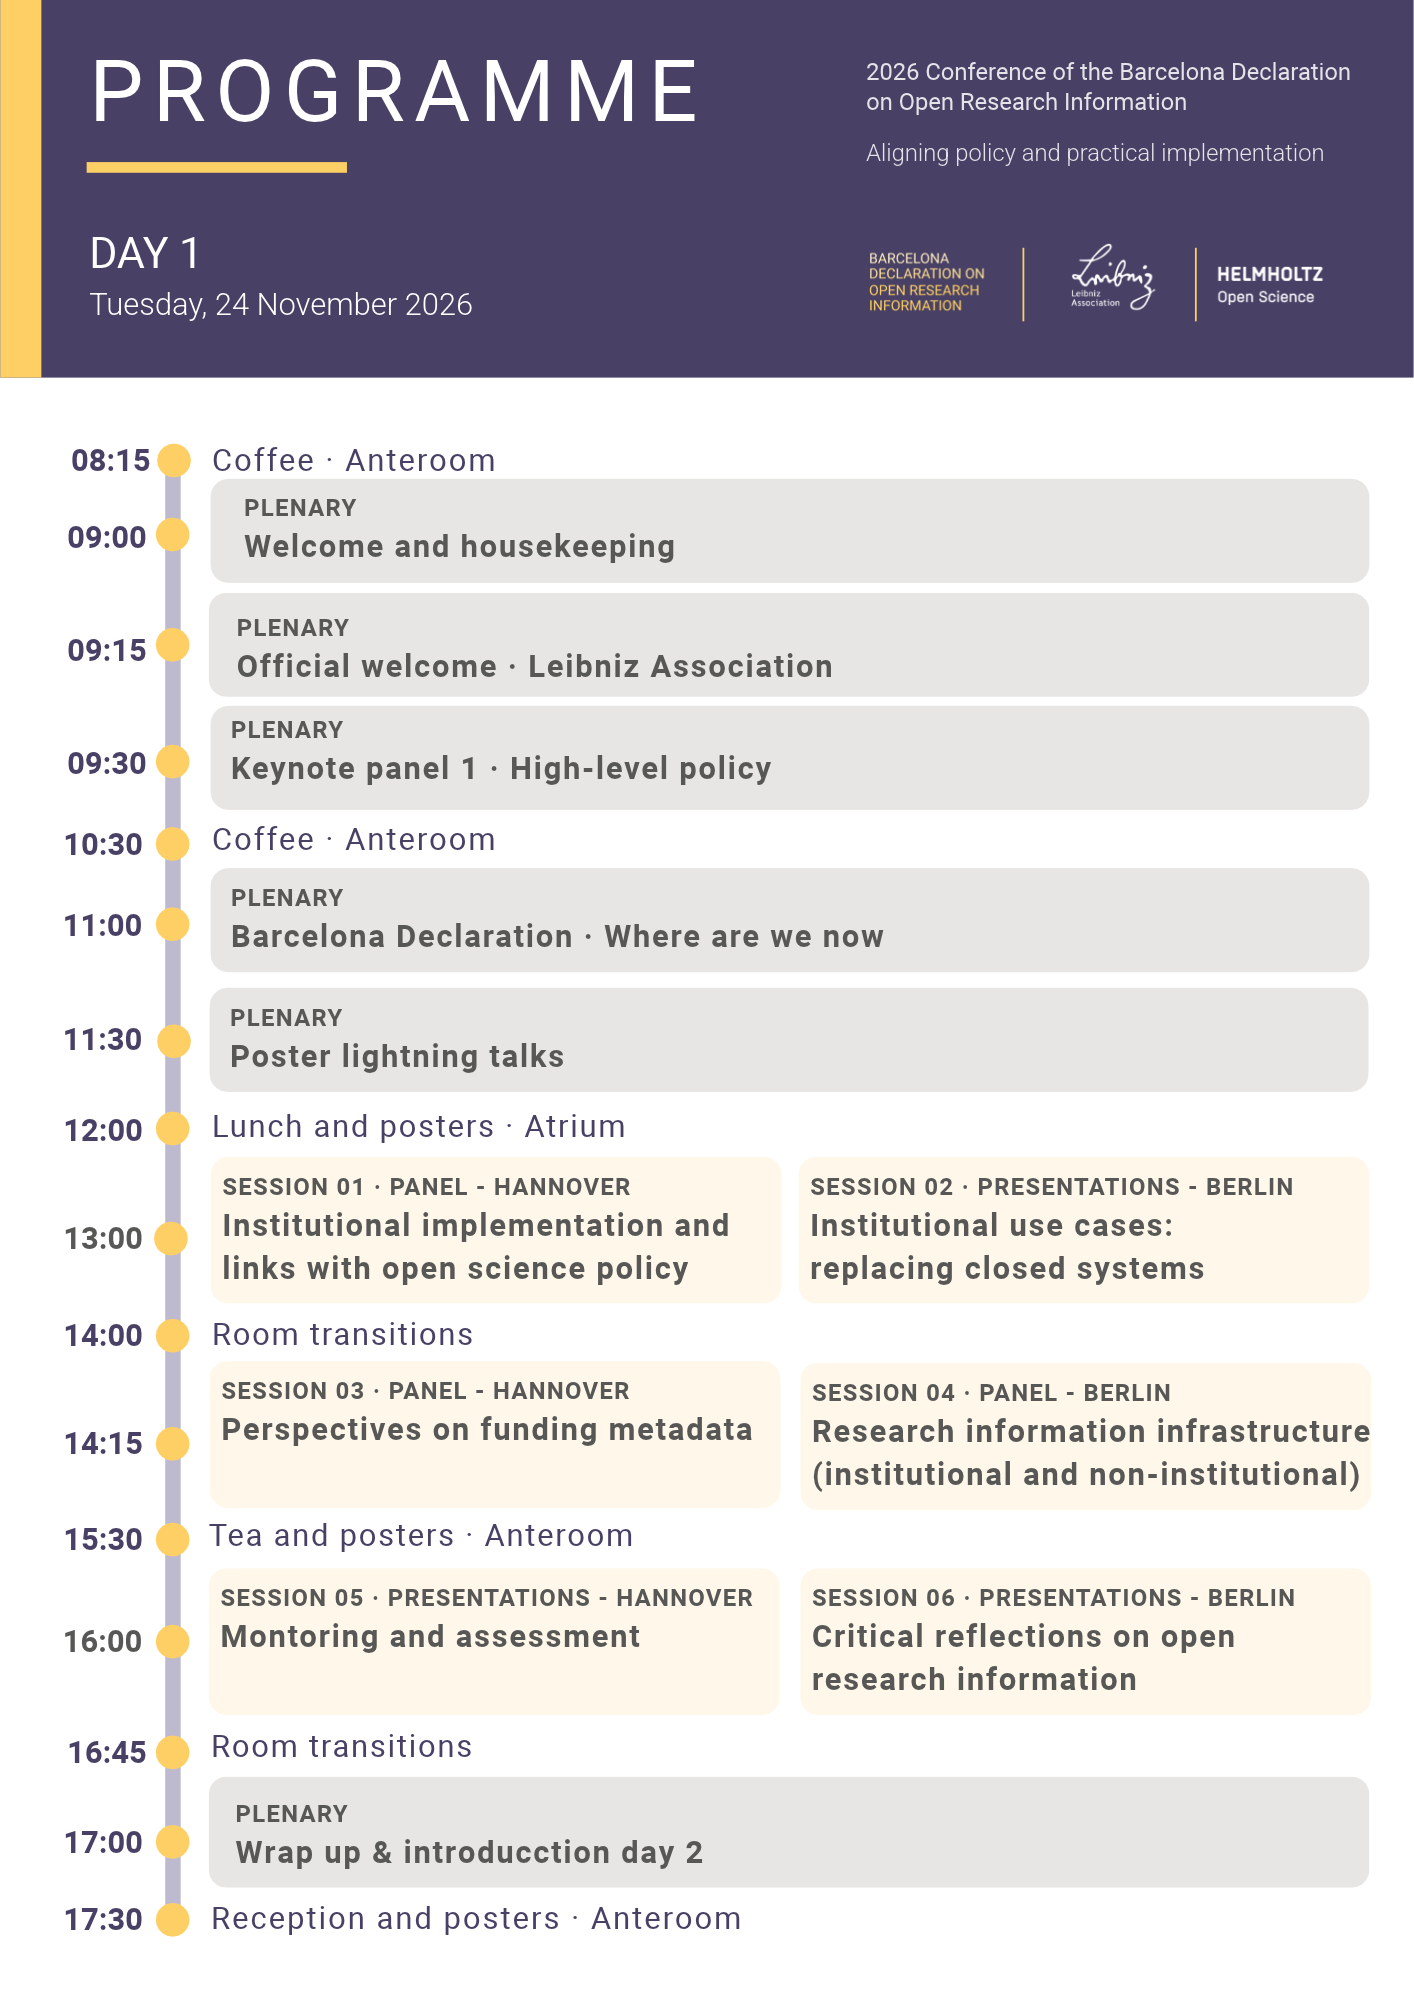 PROGRAMME
2026 Conference of the Barcelona Declaration
on Open Research Information
Aligning policy and practical implementation
DAY 1
Tuesday, 24 November 2026
BARCELONA
DECLARATION ON
OPEN RESEARCH
INFORMATION
Leibniz
Leibniz
Association
HELMHOLTZ
Open Science
08:15 Coffee · Anteroom
PLENARY
09:00 Welcome and housekeeping
PLENARY
09:15 Official welcome · Leibniz Association
PLENARY
09:30 Keynote panel 1 · High-level policy
10:30 Coffee · Anteroom
PLENARY
11:00 Barcelona Declaration · Where are we now
PLENARY
11:30 Poster lightning talks
12:00 Lunch and posters · Atrium
13:00
SESSION 01 · PANEL - HANNOVER
Institutional implementation and
links with open science policy
SESSION 02 · PRESENTATIONS - BERLIN
Institutional use cases:
replacing closed systems
14:00 Room transitions
14:15
SESSION 03 · PANEL - HANNOVER
Perspectives on funding metadata
SESSION 04 · PANEL - BERLIN
Research information infrastructure
(institutional and non-institutional)
15:30 Tea and posters · Anteroom
16:00
SESSION 05 · PRESENTATIONS - HANNOVER
Montoring and assessment
SESSION 06 · PRESENTATIONS - BERLIN
Critical reflections on open
research information
16:45 Room transitions
PLENARY
17:00 Wrap up & introducction day 2
17:30 Reception and posters · Anteroom